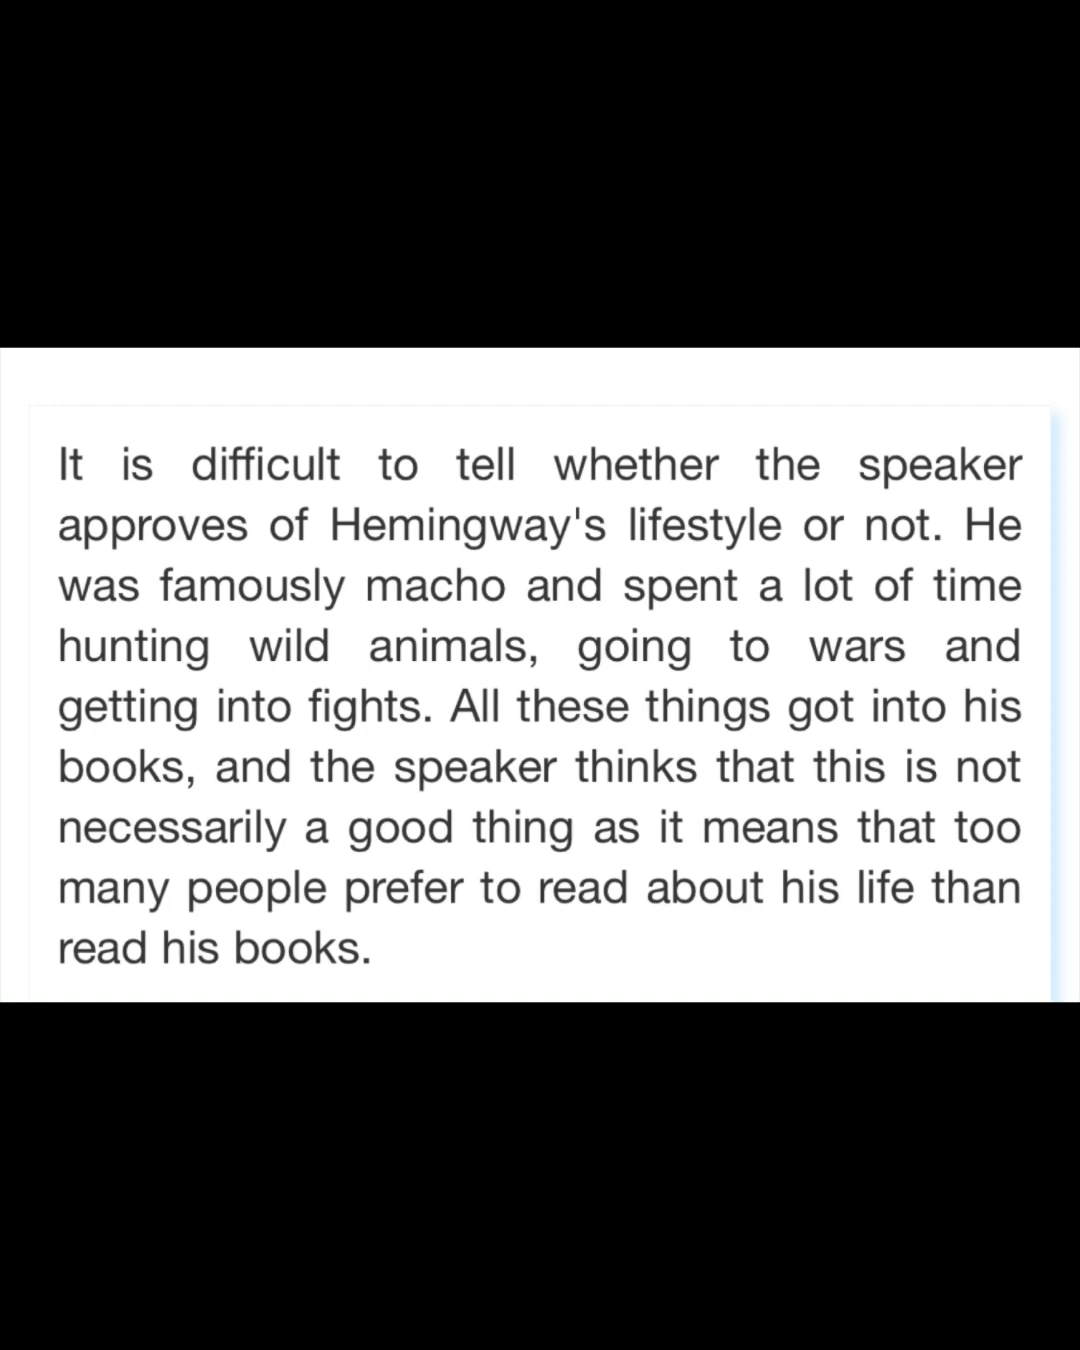 It is difficult to tell whether the speaker
approves of Hemingway's lifestyle or not. He
was famously macho and spent a lot of time
hunting wild animals, going to wars and
getting into fights. All these things got into his
books, and the speaker thinks that this is not
necessarily a good thing as it means that too
many people prefer to read about his life than
read his books.